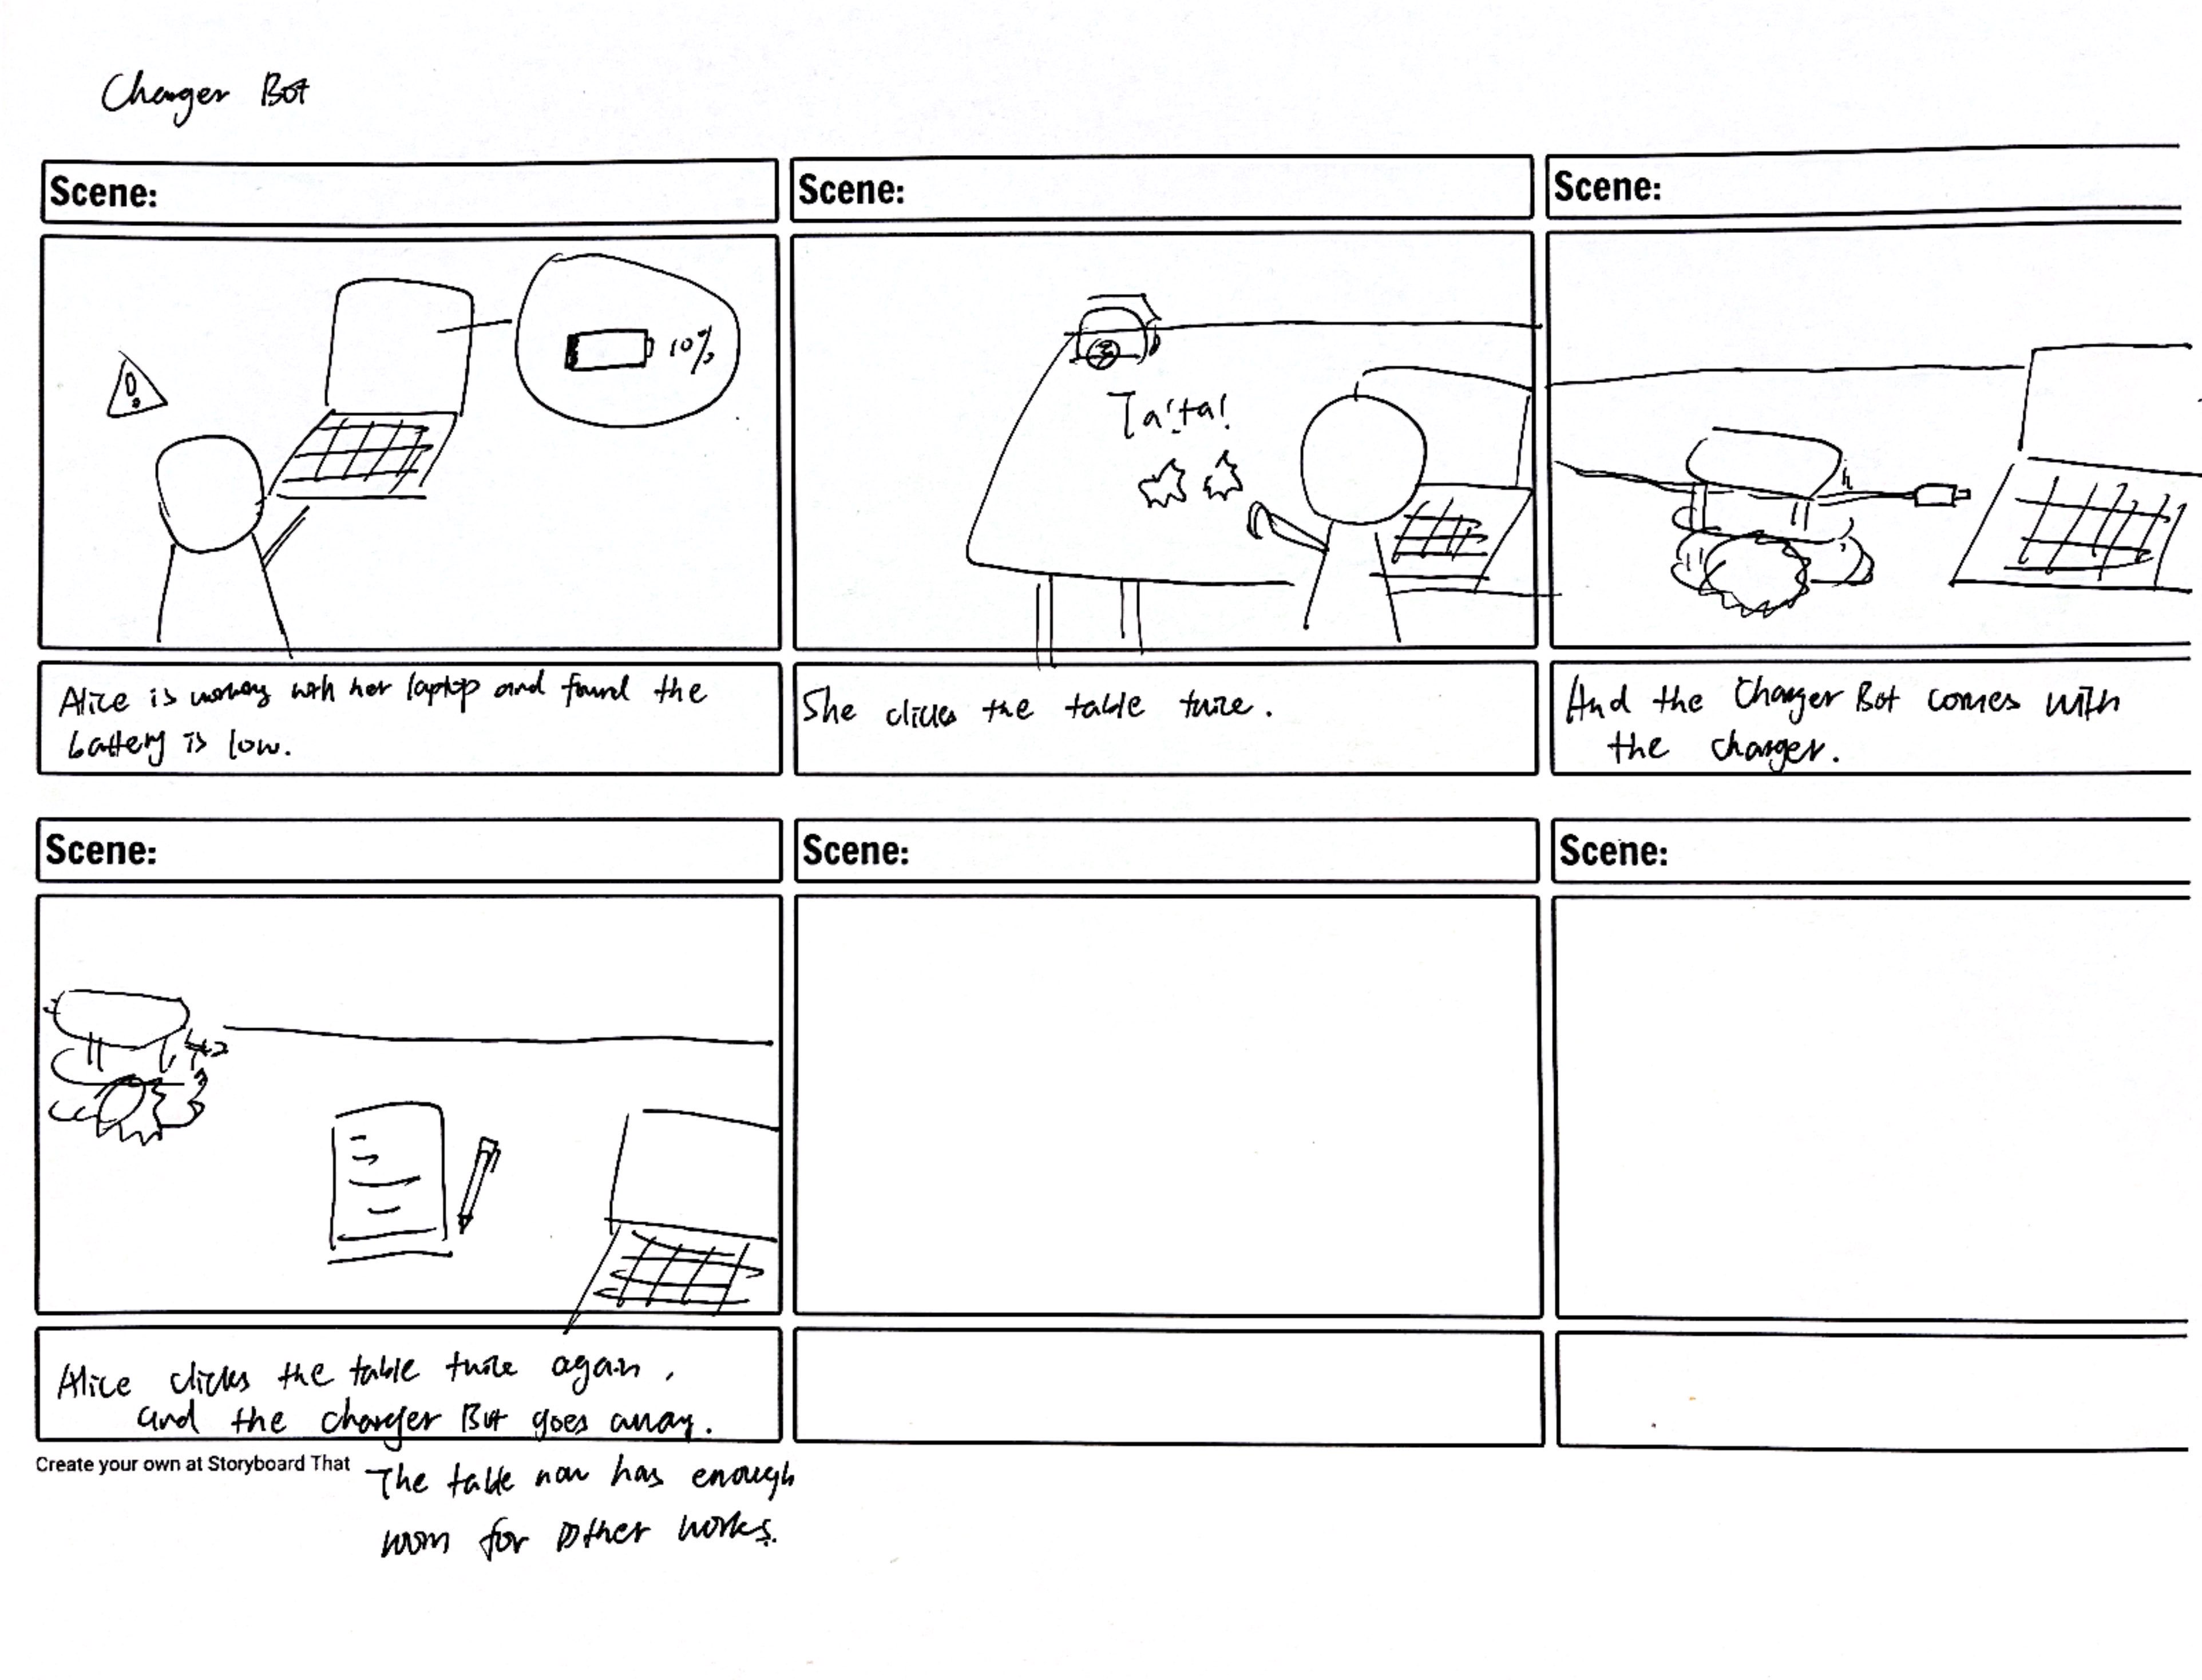 Charger Bot
Scene:
Scene:
Scene:
10%
Ta! ta!
Alice is working with her laptop and found the
battery is low.
She clicks the table twice.
And the Charger Bot comes with
the charger.
Scene:
Scene:
Scene:
Alice clicks the table twice again,
and the charger Bot goes away.
Create your own at Storyboard That
The table now has enough
room for other works.